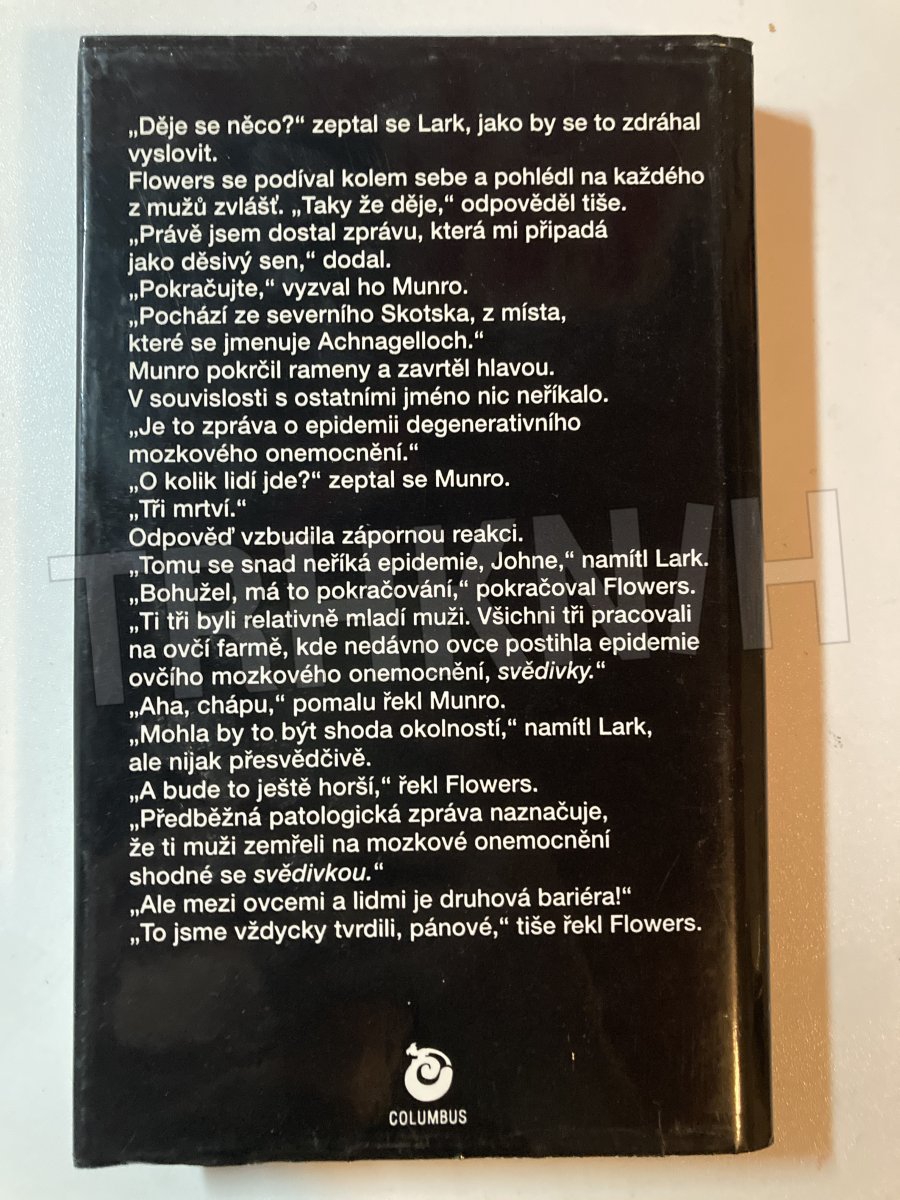 „Děje se něco?“ zeptal se Lark, jako by se to zdráhal
vyslovit.
Flowers se podíval kolem sebe a pohlédl na každého
z mužů zvlášť. „Taky že děje,“ odpověděl tiše.
„Právě jsem dostal zprávu, která mi připadá
jako děsivý sen,“ dodal.
„Pokračujte,“ vyzval ho Munro.
„Pochází ze severního Skotska, z místa,
které se jmenuje Achnagelloch.“
Munro pokrčil rameny a zavrtěl hlavou.
V souvislosti s ostatními jméno nic neříkalo.
„Je to zpráva o epidemii degenerativního
mozkového onemocnění.“
„O kolik lidí jde?“ zeptal se Munro.
„Tři mrtví.“
Odpověď vzbudila zápornou reakci.
„Tomu se snad neříká epidemie, Johne,“ namítl Lark.
„Bohužel, má to pokračování,“ pokračoval Flowers.
„Ti tři byli relativně mladí muži. Všichni tři pracovali
na ovčí farmě, kde nedávno ovce postihla epidemie
ovčího mozkového onemocnění, svědivky.“
„Aha, chápu,“ pomalu řekl Munro.
„Mohla by to být shoda okolností,“ namítl Lark,
ale nijak přesvědčivě.
„A bude to ještě horší,“ řekl Flowers.
„Předběžná patologická zpráva naznačuje,
že ti muži zemřeli na mozkové onemocnění
shodné se svědivkou.“
„Ale mezi ovcemi a lidmi je druhová bariéra!“
„To jsme vždycky tvrdili, pánové,“ tiše řekl Flowers.
COLUMBUS